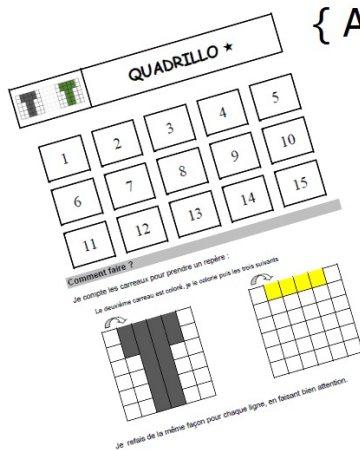 { A
QUADRILLO ★
1 2 3 4 5
6 7 8 9 10
11 12 13 14 15
Comment faire ?
Je compte les carreaux pour prendre un repère :
Le deuxième carreau est coloré, je le colorie puis les trois suivants
Je refais de la même façon pour chaque ligne, en faisant bien attention.